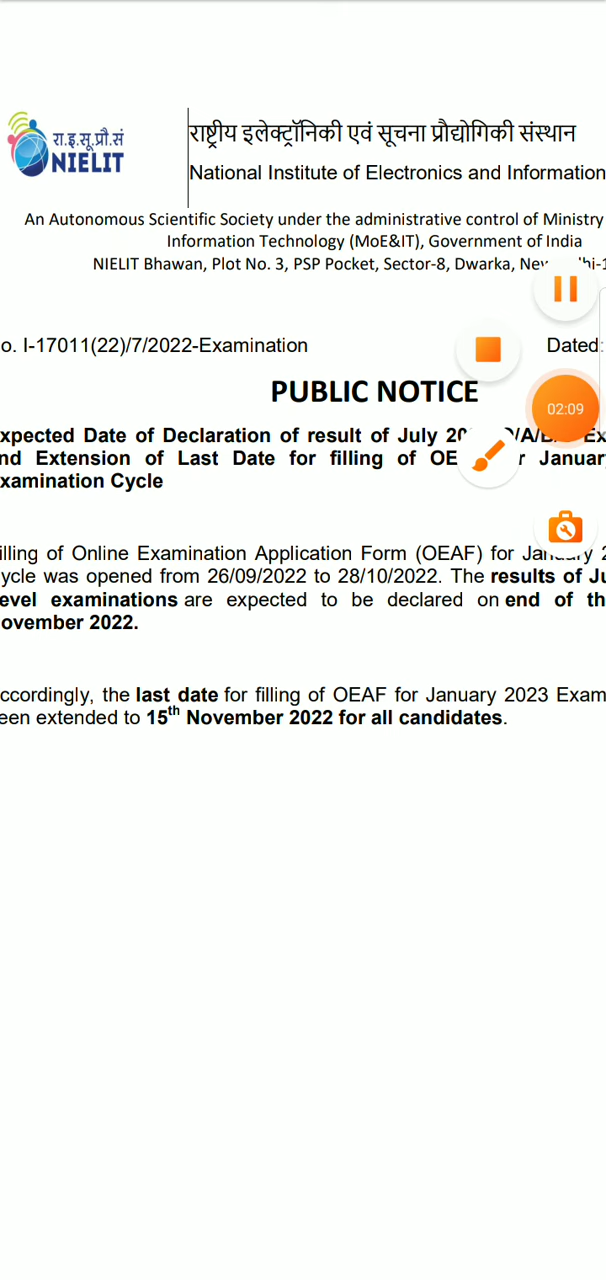 रा.इ.सू.प्रौ.सं
NIELIT
राष्ट्रीय इलेक्ट्रॉनिकी एवं सूचना प्रौद्योगिकी संस्थान
National Institute of Electronics and Information
An Autonomous Scientific Society under the administrative control of Ministry
Information Technology (MoE&IT), Government of India
NIELIT Bhawan, Plot No. 3, PSP Pocket, Sector-8, Dwarka,
o. I-17011(22)/7/2022-Examination Dated:
PUBLIC NOTICE
02:09
xpected Date of Declaration of result of July
nd Extension of Last Date for filling of
xamination Cycle
illing of Online Examination Application Form (OEAF) for January 2
ycle was opened from 26/09/2022 to 28/10/2022. The results of Ju
evel examinations are expected to be declared on end of th
ovember 2022.
ccordingly, the last date for filling of OEAF for January 2023 Exam
een extended to 15th November 2022 for all candidates.